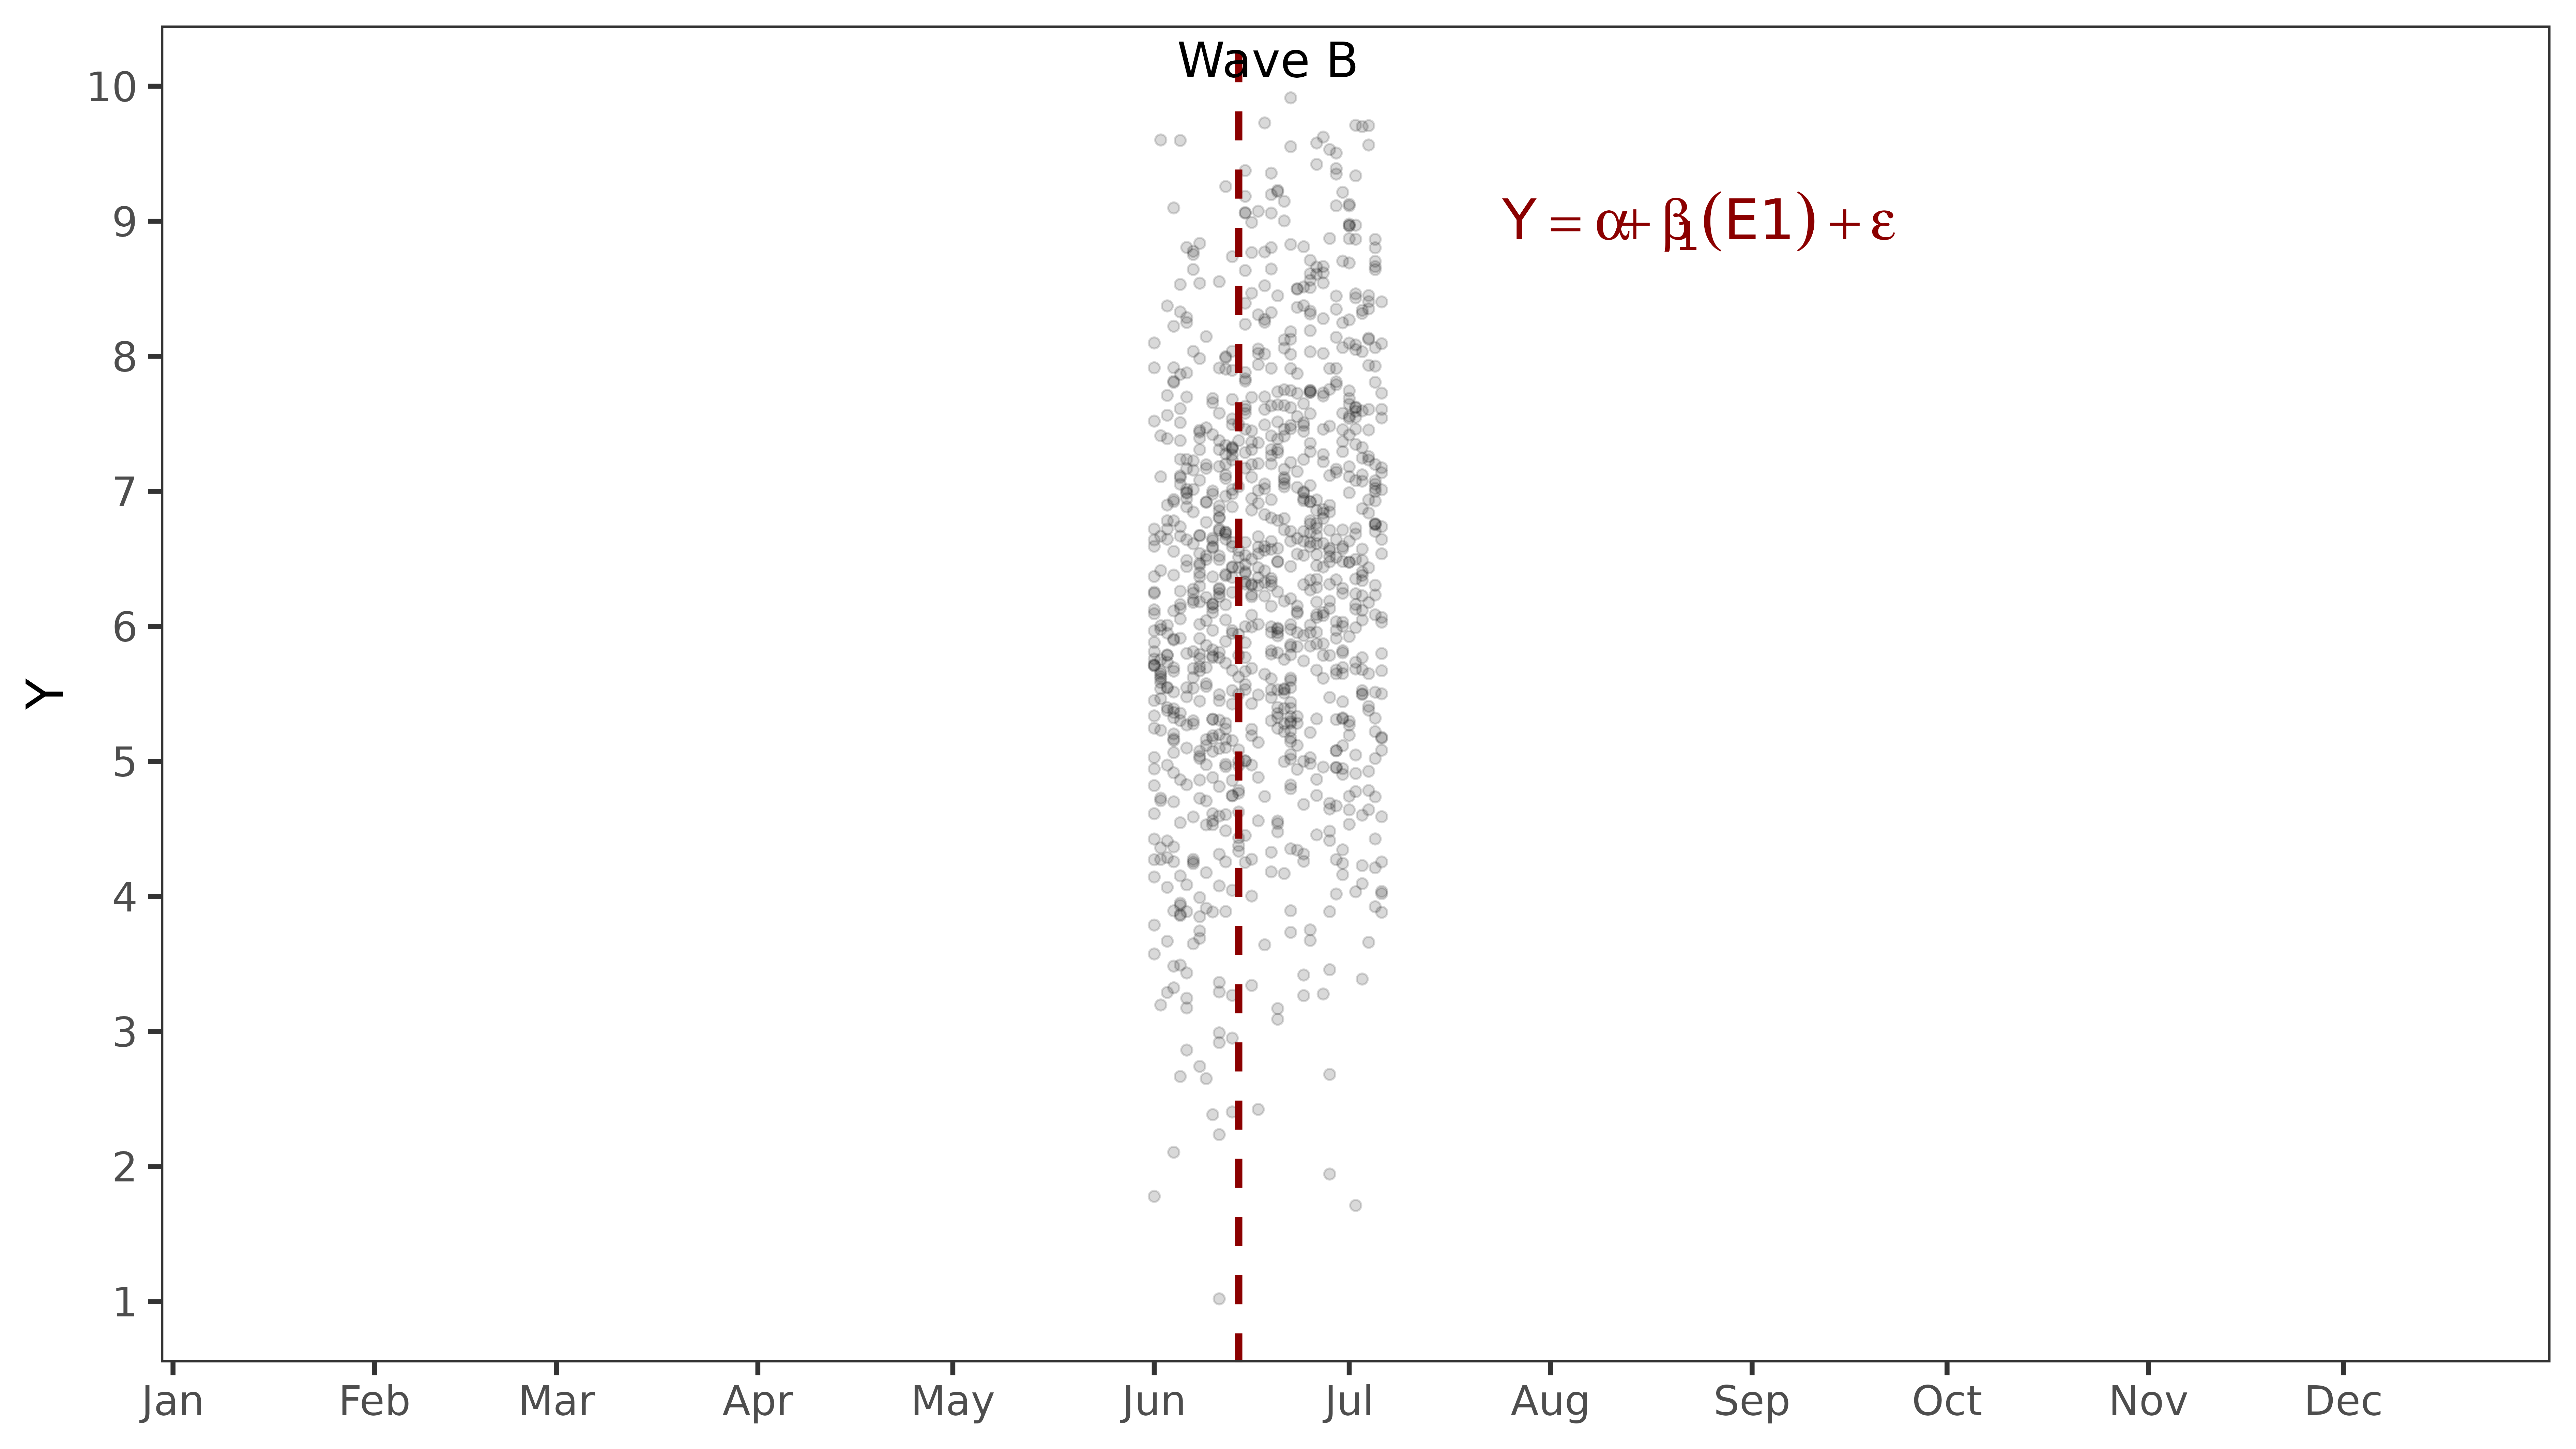 Wave B
10
9
8
7
6
5
4
3
2
1
Y
Y = α + β₁(E1) + ε
Jan Feb Mar Apr May Jun Jul Aug Sep Oct Nov Dec